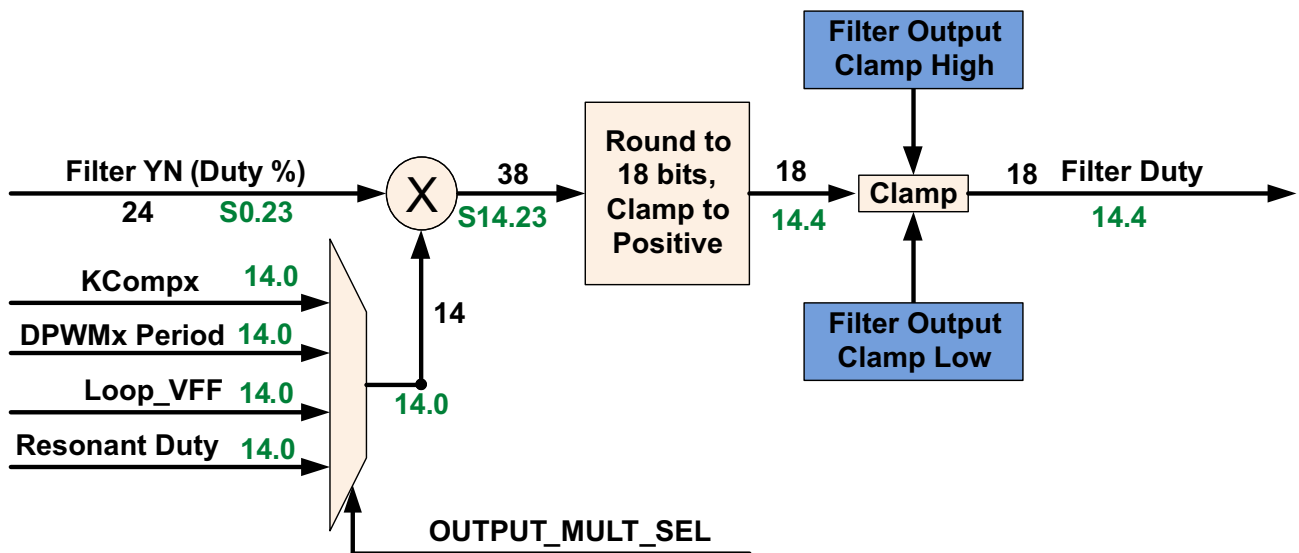 Filter Output
Clamp High
Filter YN (Duty %)
24
S0.23
X
38
S14.23
Round to
18 bits,
Clamp to
Positive
18
14.4
Clamp
18
Filter Duty
14.4
KCompx
14.0
DPWMx Period
14.0
Loop_VFF
14.0
Resonant Duty
14.0
14
14.0
Filter Output
Clamp Low
OUTPUT_MULT_SEL